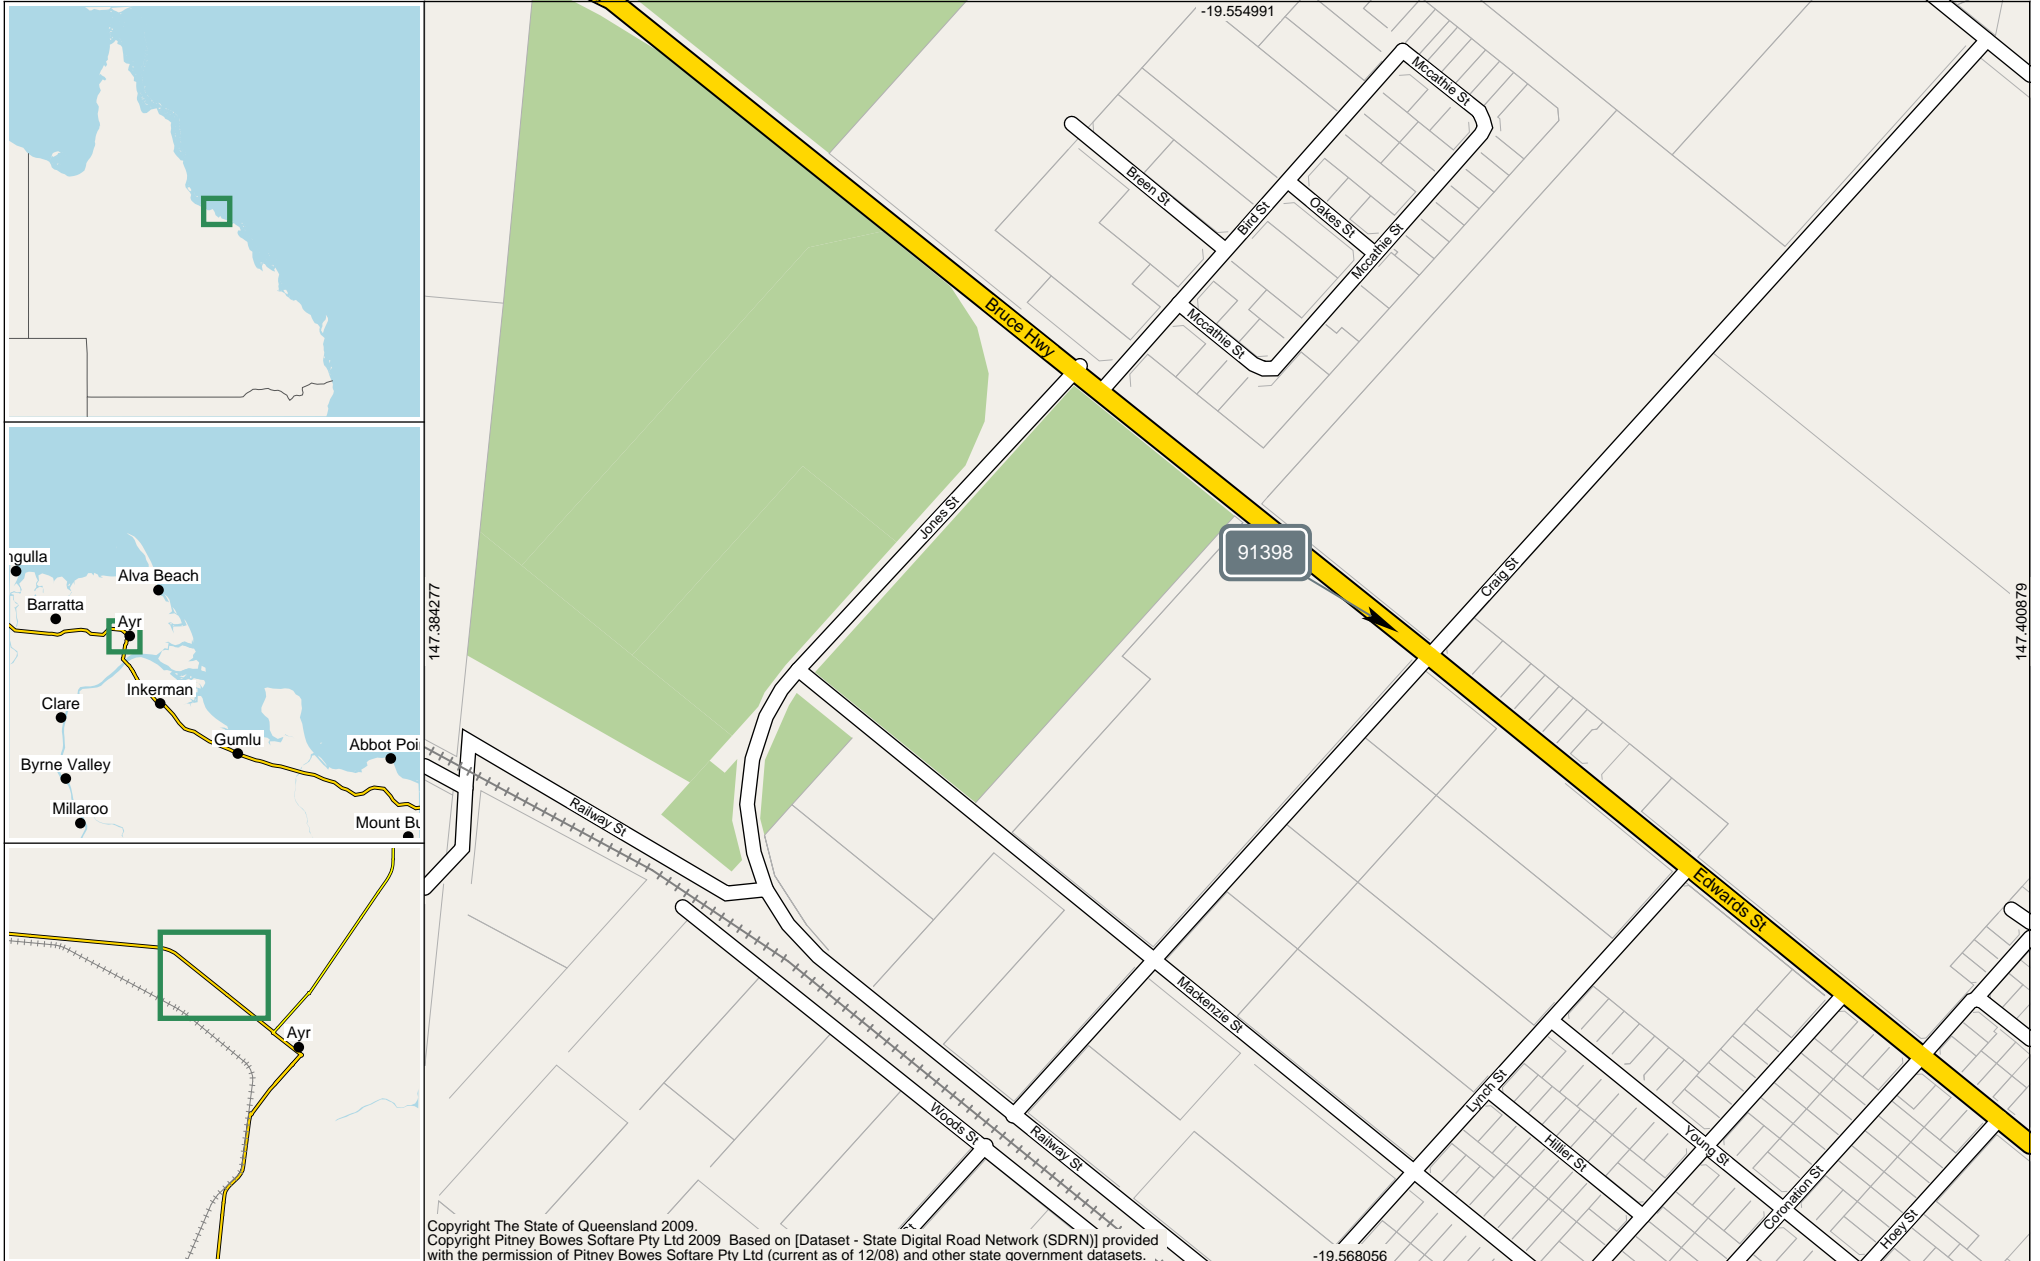 -19.554991
Mccathie St
Breen St
Bird St
Oakes St
Mccathie St
Bruce Hwy
Mccathie St
Jones St
91398
Craig St
147.384277
147.400879
ngulla
Alva Beach
Barratta
Ayr
Inkerman
Clare
Gumlu
Abbot Poi
Byrne Valley
Millaroo
Mount Bu
Railway St
Edwards St
Mackenzie St
Ayr
Lynch St
Woods St
Railway St
Hillier St
Young St
Coronation St
Hoey St
Copyright The State of Queensland 2009.
Copyright Pitney Bowes Softare Pty Ltd 2009 Based on [Dataset - State Digital Road Network (SDRN)] provided
with the permission of Pitney Bowes Softare Pty Ltd (current as of 12/08) and other state government datasets.
-19.568056